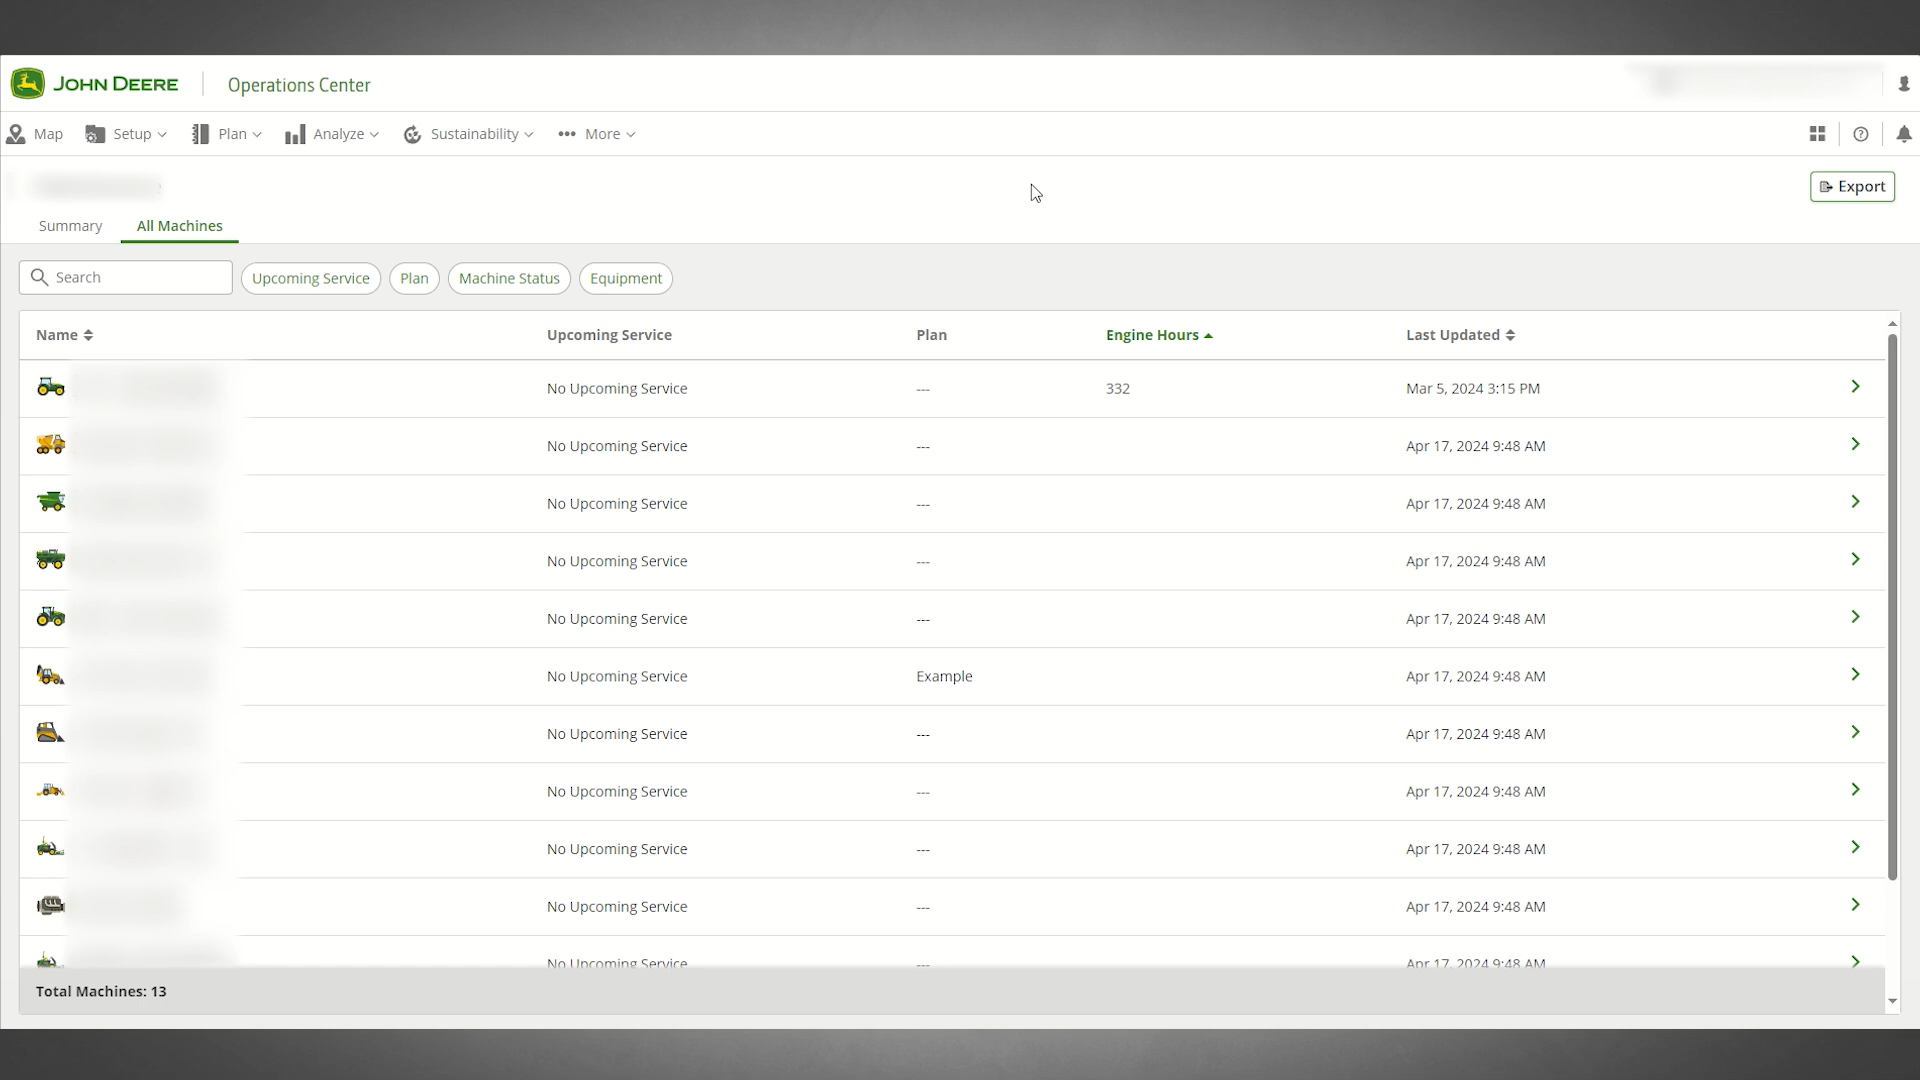 JOHN DEERE Operations Center
Map Setup Plan Analyze Sustainability More
Export
Summary All Machines
Search Upcoming Service Plan Machine Status Equipment
Name Upcoming Service Plan Engine Hours Last Updated
No Upcoming Service --- 332 Mar 5, 2024 3:15 PM
No Upcoming Service --- Apr 17, 2024 9:48 AM
No Upcoming Service --- Apr 17, 2024 9:48 AM
No Upcoming Service --- Apr 17, 2024 9:48 AM
No Upcoming Service --- Apr 17, 2024 9:48 AM
No Upcoming Service Example Apr 17, 2024 9:48 AM
No Upcoming Service --- Apr 17, 2024 9:48 AM
No Upcoming Service --- Apr 17, 2024 9:48 AM
No Upcoming Service --- Apr 17, 2024 9:48 AM
No Upcoming Service --- Apr 17, 2024 9:48 AM
No Upcoming Service --- Apr 17, 2024 9:48 AM
Total Machines: 13